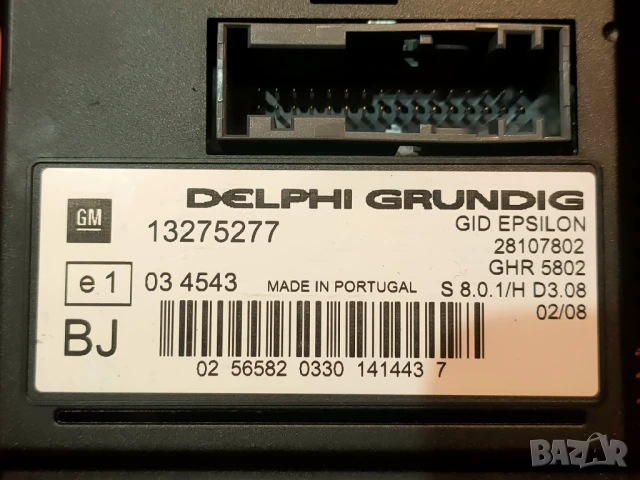 DELPHI GRUNDIG
GM
13275277
GID EPSILON
28107802
GHR 5802
e1
03 4543
MADE IN PORTUGAL
S 8.0.1/H D3.08
02/08
BJ
02 56582 0330 141443 7
BAZAR